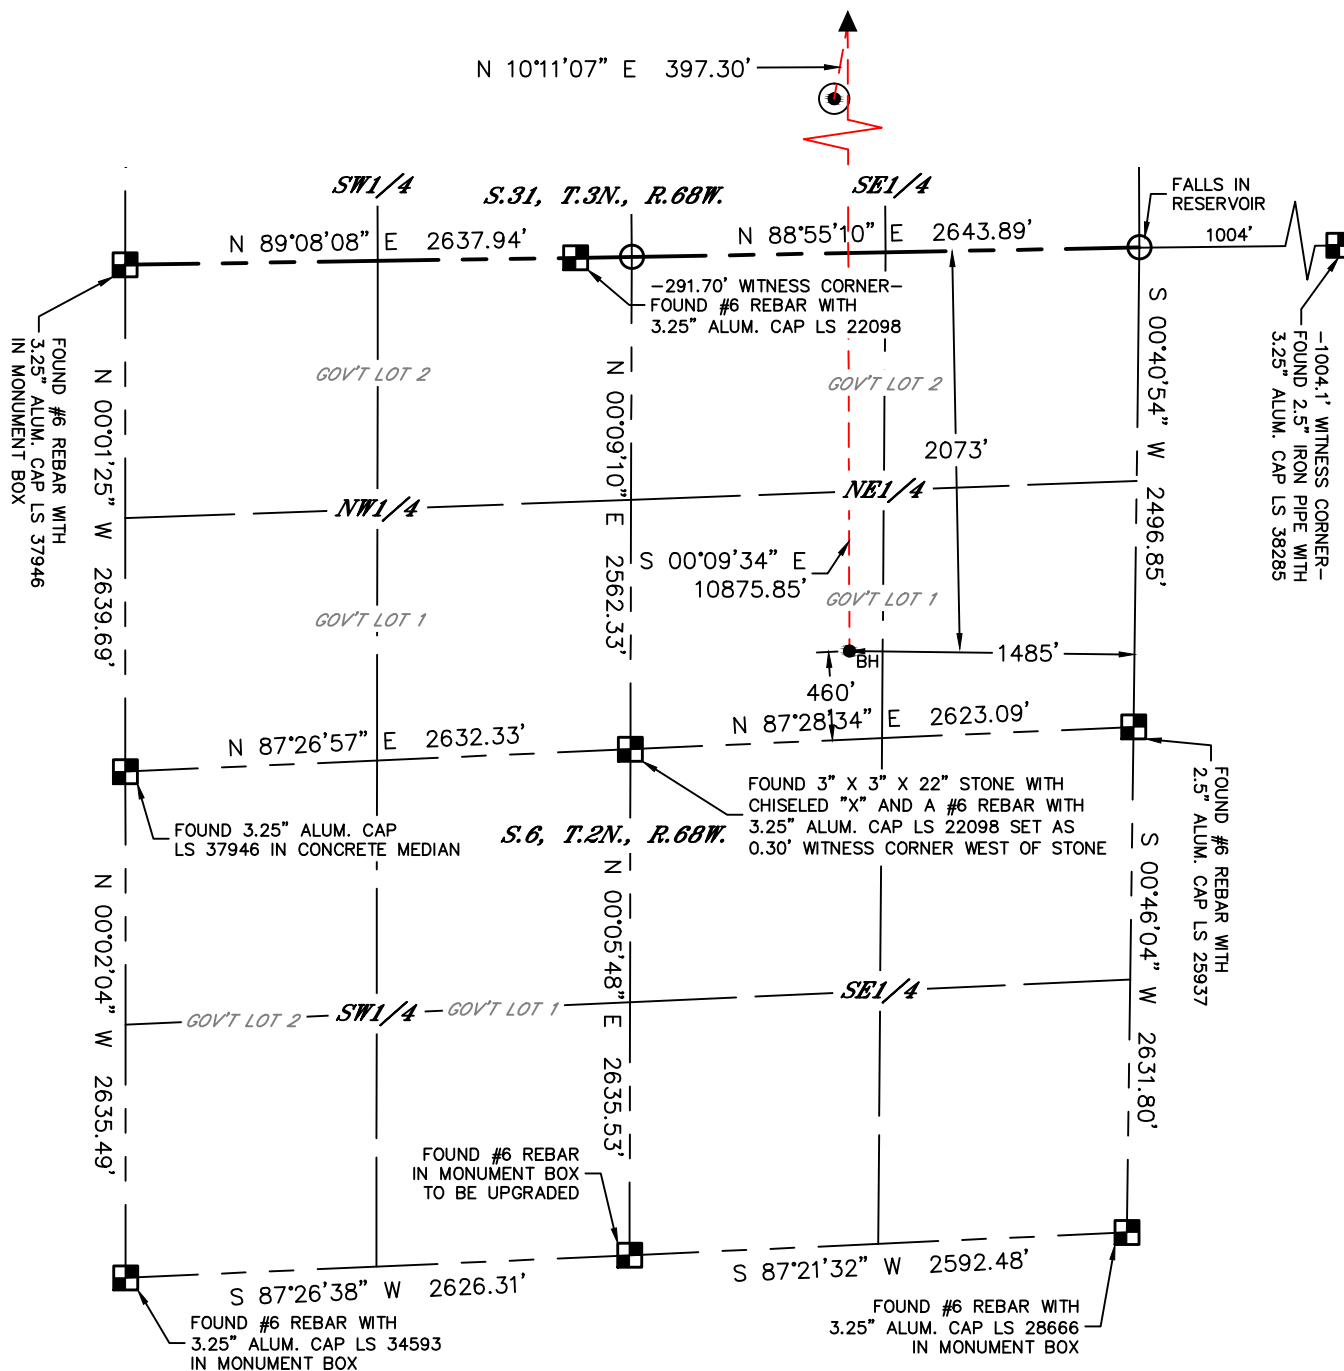 N 10°11'07" E 397.30'
SW1/4
S.31, T.3N., R.68W.
SE1/4
FALLS IN
RESERVOIR
N 89°08'08" E 2637.94'
N 88°55'10" E 2643.89'
1004'
-291.70' WITNESS CORNER-
FOUND #6 REBAR WITH
3.25" ALUM. CAP LS 22098
-1004.1' WITNESS CORNER-
FOUND 2.5" IRON PIPE WITH
3.25" ALUM. CAP LS 38285
FOUND #6 REBAR WITH
3.25" ALUM. CAP LS 37946
IN MONUMENT BOX
N 00°01'25" W 2639.69'
GOV'T LOT 2
N 00°09'10" E 2562.33'
GOV'T LOT 2
S 00°40'54" W 2496.85'
2073'
NW1/4
NE1/4
S 00°09'34" E
10875.85'
GOV'T LOT 1
GOV'T LOT 1
BH
1485'
460'
N 87°26'57" E 2632.33'
N 87°28'34" E 2623.09'
FOUND 3.25" ALUM. CAP
LS 37946 IN CONCRETE MEDIAN
S.6, T.2N., R.68W.
FOUND 3" X 3" X 22" STONE WITH
CHISELED "X" AND A #6 REBAR WITH
3.25" ALUM. CAP LS 22098 SET AS
0.30' WITNESS CORNER WEST OF STONE
FOUND #6 REBAR WITH
2.5" ALUM. CAP LS 25937
N 00°02'04" W 2635.49'
N 00°05'48" E 2635.53'
S 00°46'04" W 2631.80'
GOV'T LOT 2
SW1/4
GOV'T LOT 1
SE1/4
FOUND #6 REBAR
IN MONUMENT BOX
TO BE UPGRADED
S 87°26'38" W 2626.31'
S 87°21'32" W 2592.48'
FOUND #6 REBAR WITH
3.25" ALUM. CAP LS 34593
IN MONUMENT BOX
FOUND #6 REBAR WITH
3.25" ALUM. CAP LS 28666
IN MONUMENT BOX